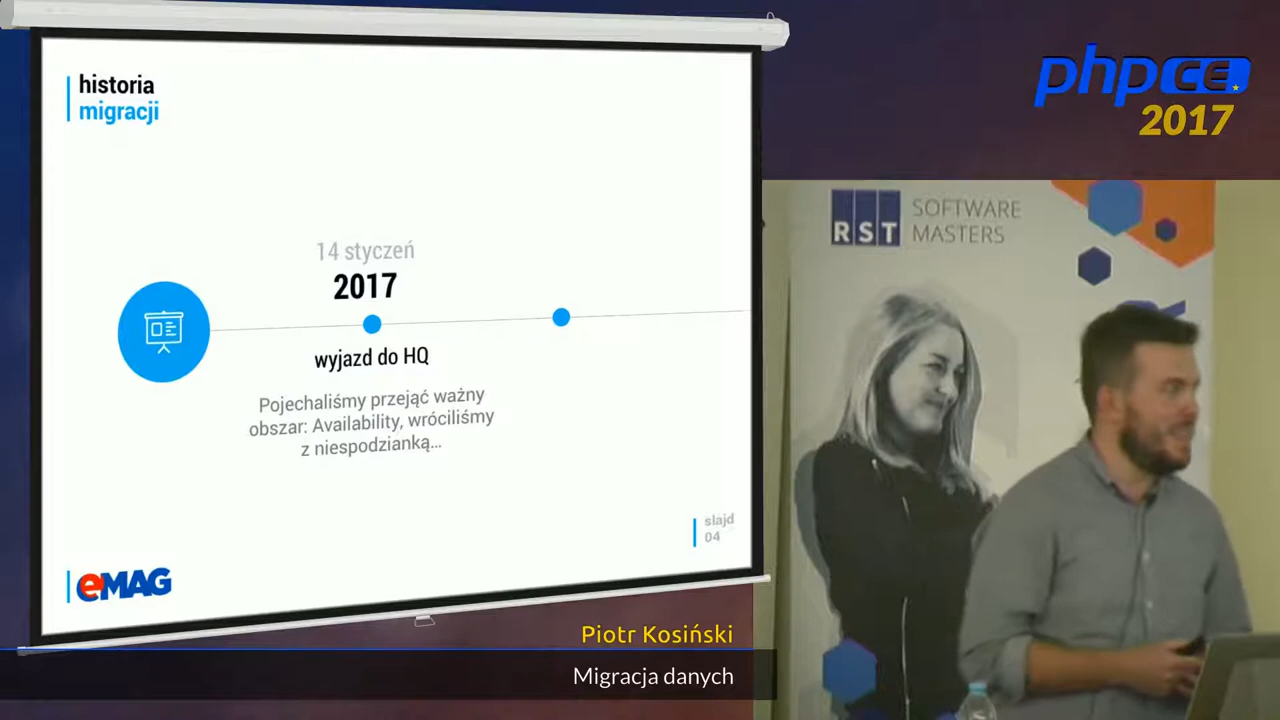 historia
migracji
14 styczeń
2017
wyjazd do HQ
Pojechaliśmy przejąć ważny
obszar: Availability, wróciliśmy
z niespodzianką...
slajd
04
eMAG
phpCE
2017
RST SOFTWARE
MASTERS
Piotr Kosiński
Migracja danych